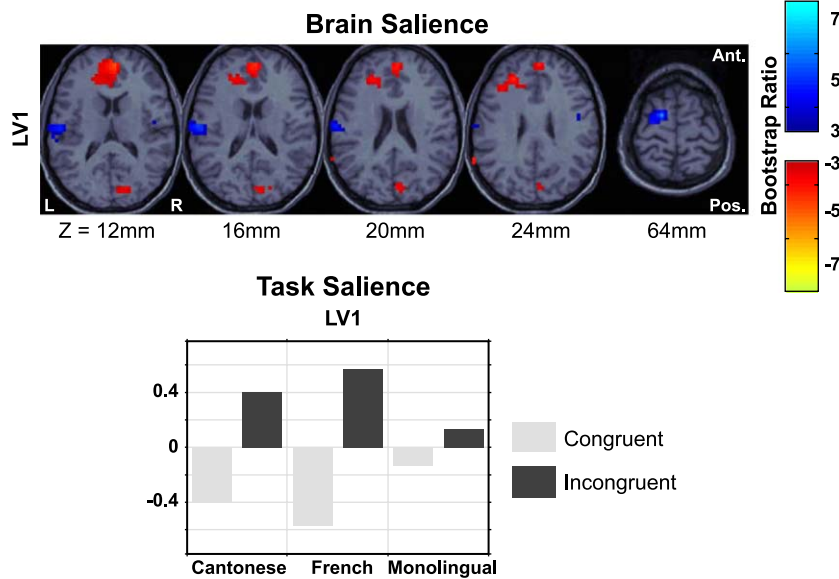 Brain Salience
LV1
Ant.
L
R
Pos.
Z = 12mm
16mm
20mm
24mm
64mm
Bootstrap Ratio
7
5
3
-3
-5
-7
Task Salience
LV1
0.4
0
-0.4
Cantonese
French
Monolingual
Congruent
Incongruent